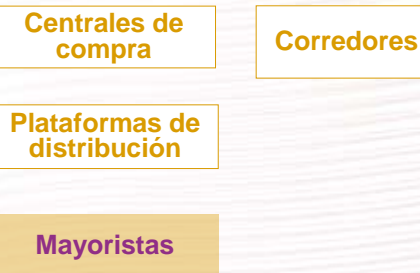 Centrales de
compra
Corredores
Plataformas de
distribución
Mayoristas